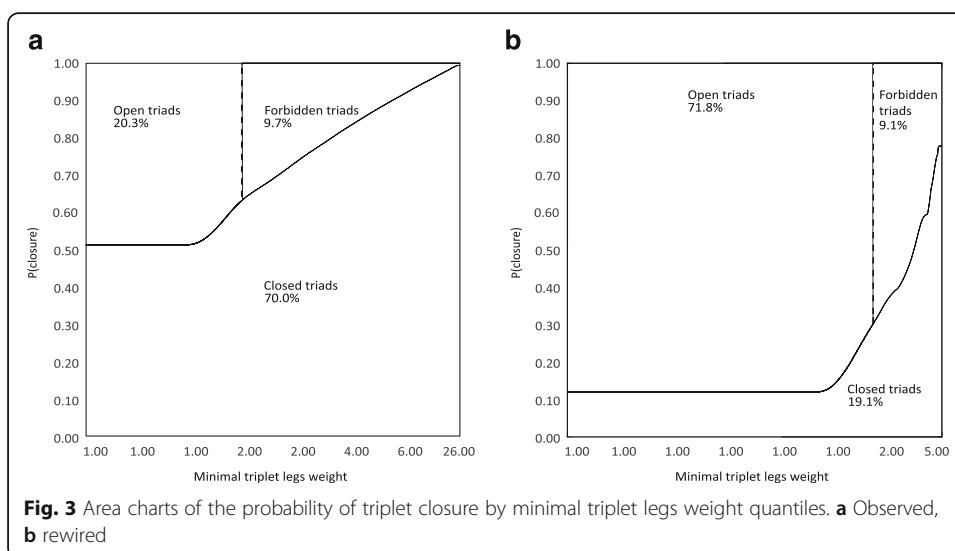 a
1.00
0.90
0.80
0.70
0.60
0.50
0.40
0.30
0.20
0.10
0.00
P(closure)
Open triads
20.3%
Forbidden triads
9.7%
Closed triads
70.0%
1.00 1.00 1.00 2.00 2.00 4.00 6.00 26.00
Minimal triplet legs weight
b
1.00
0.90
0.80
0.70
0.60
0.50
0.40
0.30
0.20
0.10
0.00
P(closure)
Open triads
71.8%
Forbidden
triads
9.1%
Closed triads
19.1%
1.00 1.00 1.00 1.00 1.00 1.00 2.00 5.00
Minimal triplet legs weight
Fig. 3 Area charts of the probability of triplet closure by minimal triplet legs weight quantiles. a Observed,
b rewired